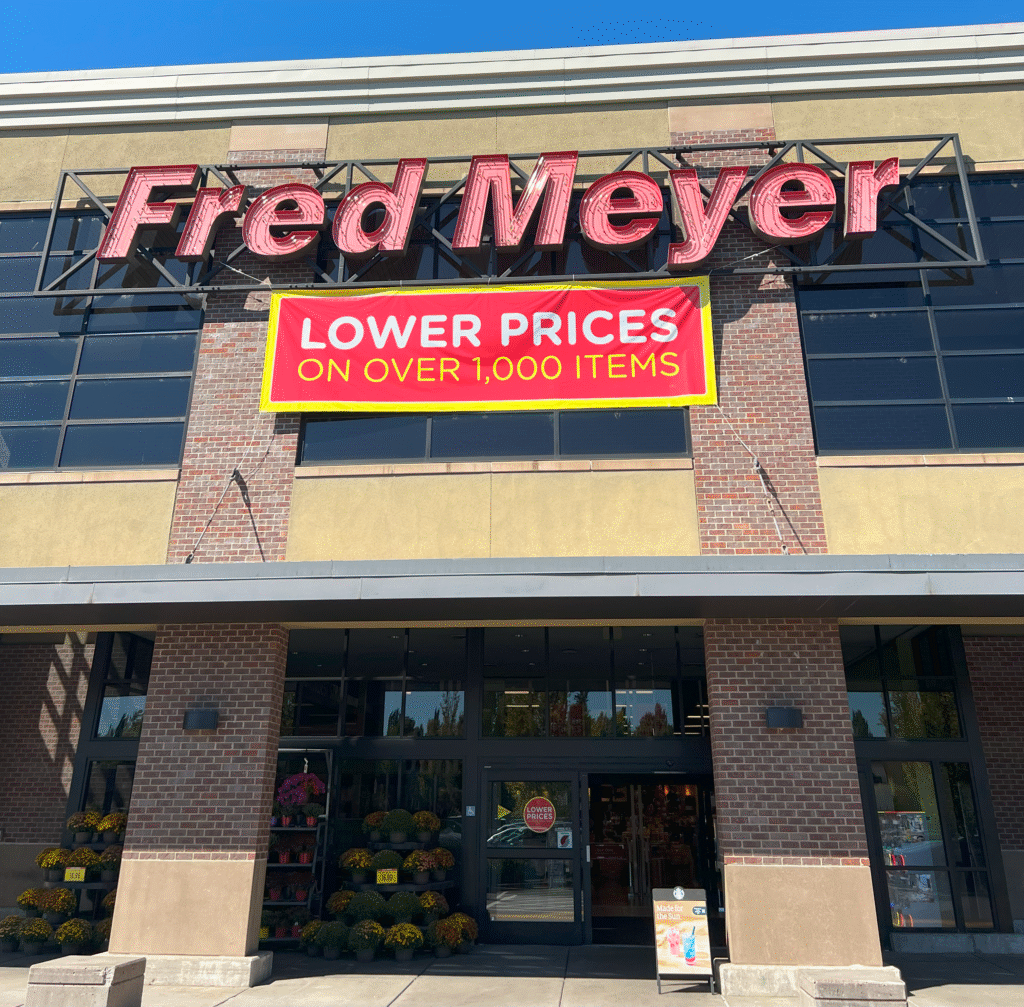 Fred Meyer
LOWER PRICES
ON OVER 1,000 ITEMS
LOWER
PRICES
Made for
the Sun